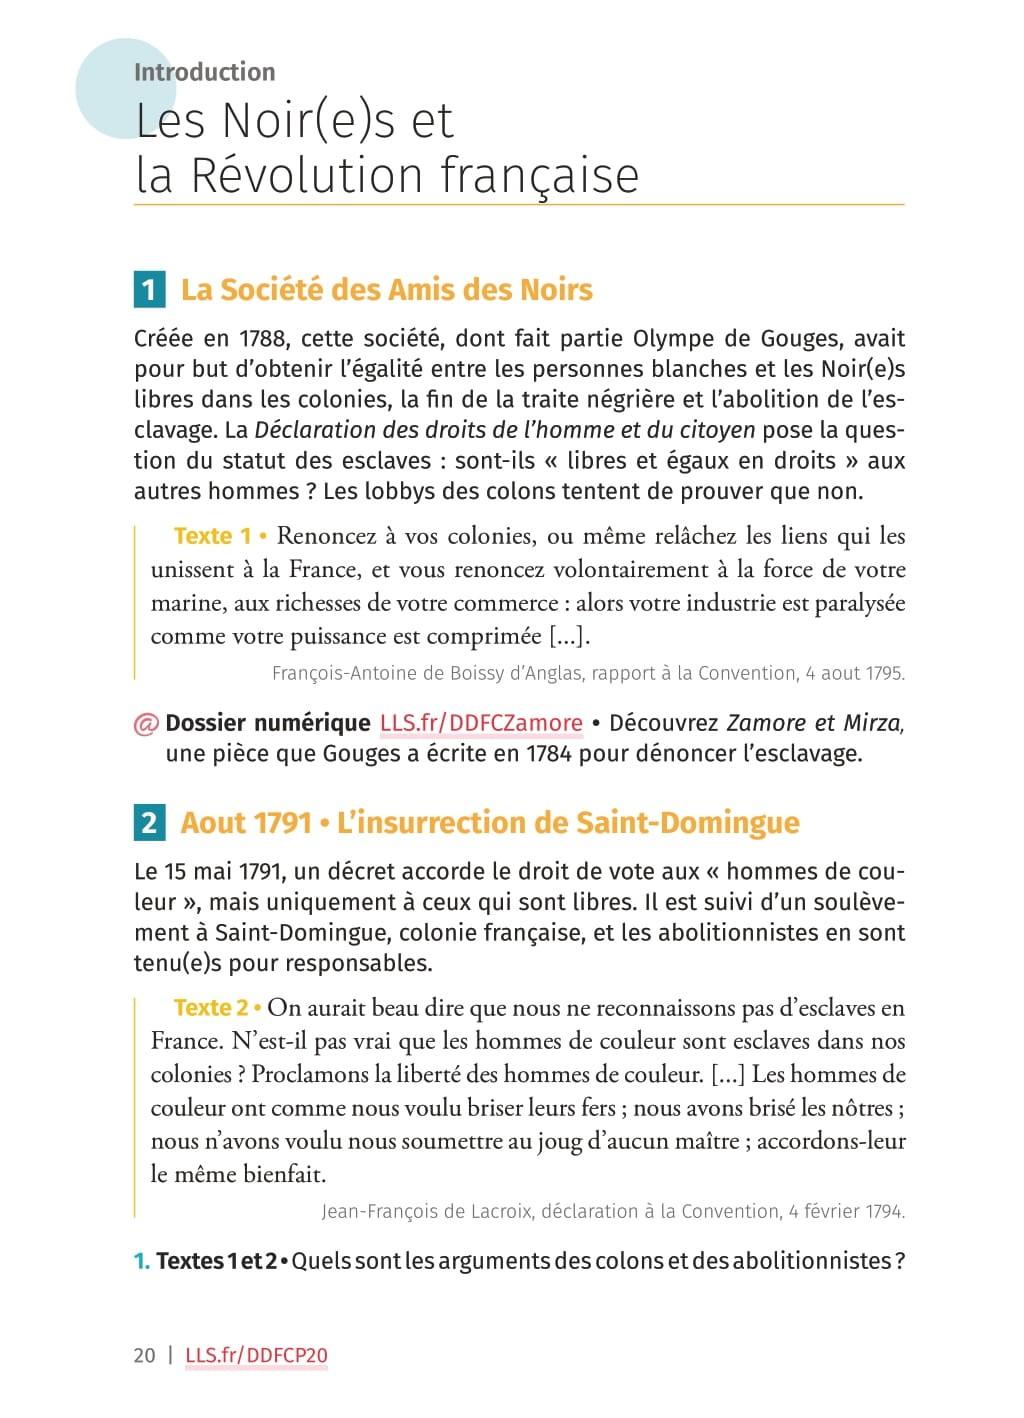 Introduction
Les Noir(e)s et
la Révolution française
1 La Société des Amis des Noirs
Créée en 1788, cette société, dont fait partie Olympe de Gouges, avait
pour but d’obtenir l’égalité entre les personnes blanches et les Noir(e)s
libres dans les colonies, la fin de la traite négrière et l’abolition de l’es-
clavage. La Déclaration des droits de l’homme et du citoyen pose la ques-
tion du statut des esclaves : sont-ils « libres et égaux en droits » aux
autres hommes ? Les lobbys des colons tentent de prouver que non.
Texte 1 • Renoncez à vos colonies, ou même relâchez les liens qui les
unissent à la France, et vous renoncez volontairement à la force de votre
marine, aux richesses de votre commerce : alors votre industrie est paralysée
comme votre puissance est comprimée [...].
François-Antoine de Boissy d’Anglas, rapport à la Convention, 4 aout 1795.
@ Dossier numérique LLS.fr/DDFCZamore • Découvrez Zamore et Mirza,
une pièce que Gouges a écrite en 1784 pour dénoncer l’esclavage.
2 Aout 1791 • L’insurrection de Saint-Domingue
Le 15 mai 1791, un décret accorde le droit de vote aux « hommes de cou-
leur », mais uniquement à ceux qui sont libres. Il est suivi d’un soulève-
ment à Saint-Domingue, colonie française, et les abolitionnistes en sont
tenu(e)s pour responsables.
Texte 2 • On aurait beau dire que nous ne reconnaissons pas d’esclaves en
France. N’est-il pas vrai que les hommes de couleur sont esclaves dans nos
colonies ? Proclamons la liberté des hommes de couleur. [...] Les hommes de
couleur ont comme nous voulu briser leurs fers ; nous avons brisé les nôtres ;
nous n’avons voulu nous soumettre au joug d’aucun maître ; accordons-leur
le même bienfait.
Jean-François de Lacroix, déclaration à la Convention, 4 février 1794.
1. Textes 1 et 2 • Quels sont les arguments des colons et des abolitionnistes ?
20 | LLS.fr/DDFCP20